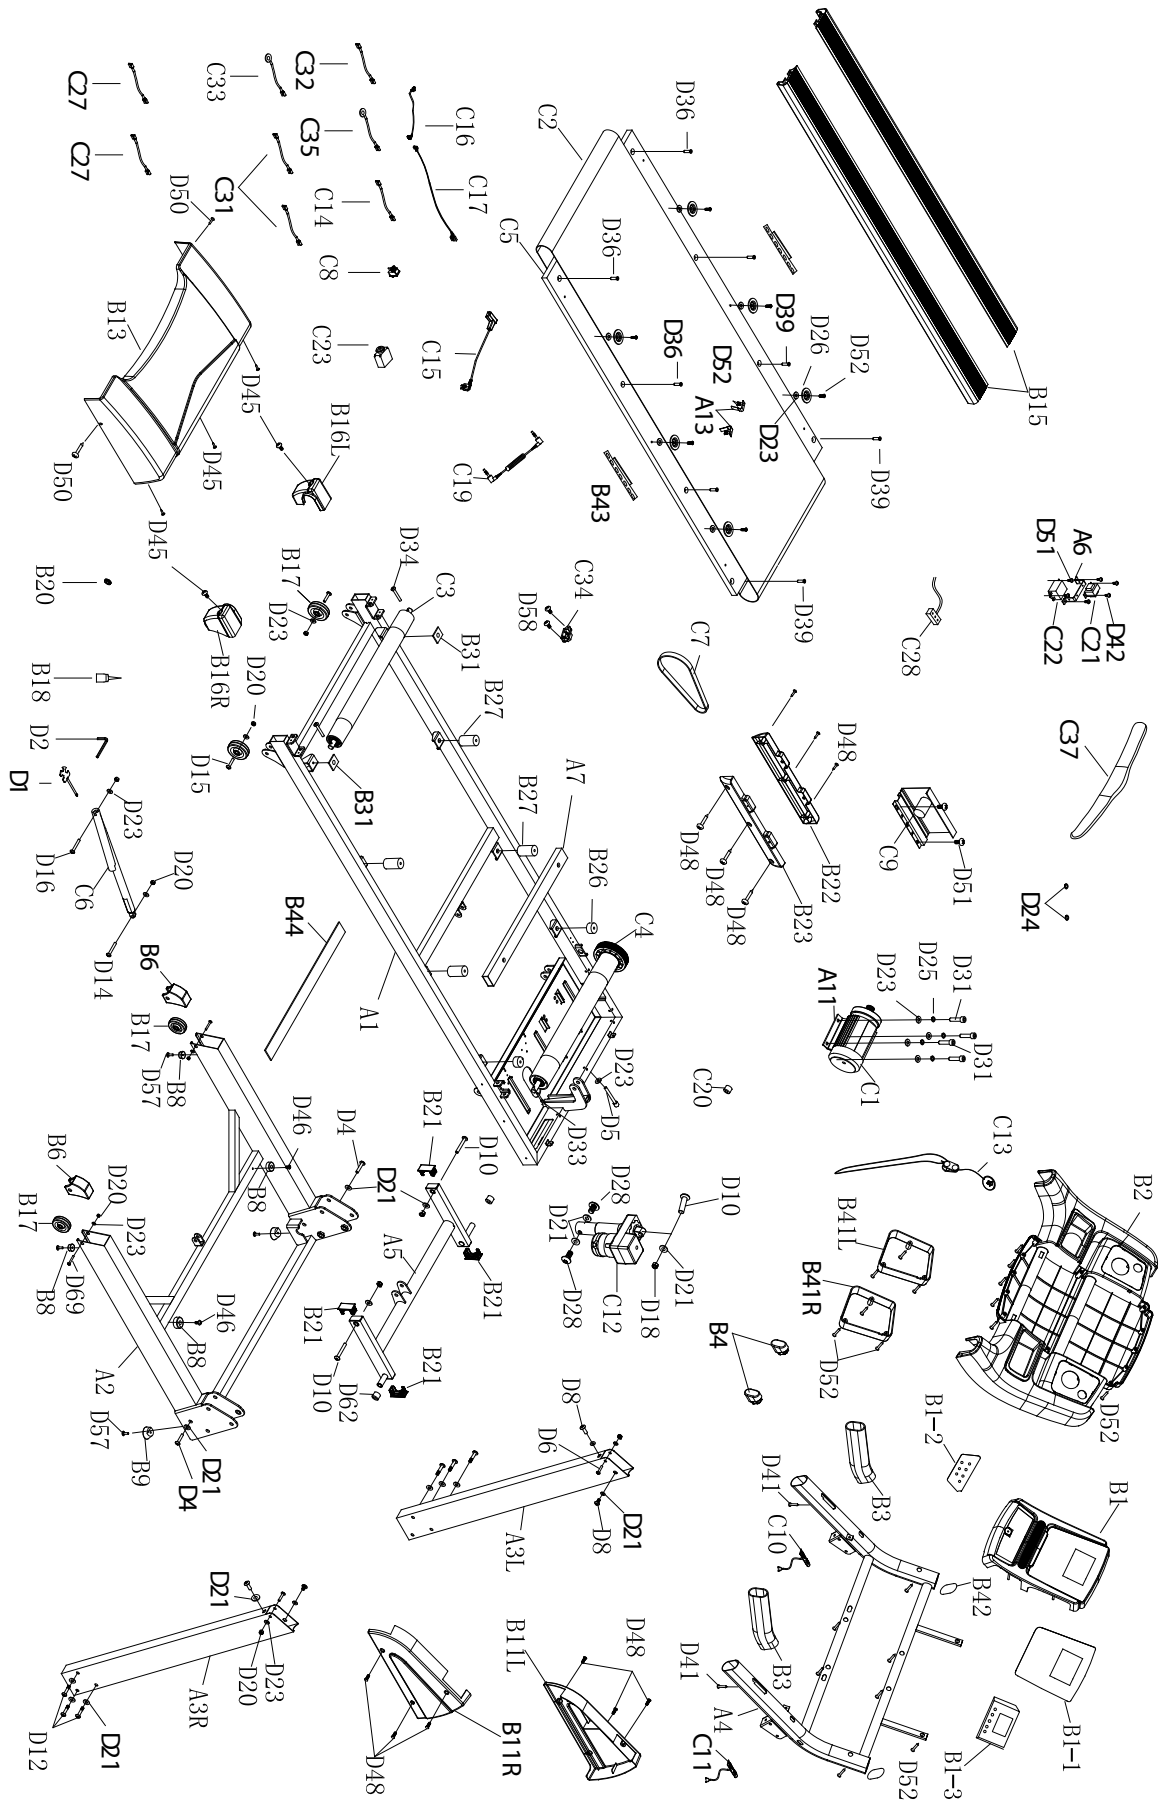 C27
C33
C32
C16
C2
D36
C27
C31
C35
C14
C17
D50
C8
C5
D36
B13
C23
C15
D36
D52
A13
D39
D26
D52
D23
B15
D39
D45
B16L
D50
D45
C19
B43
D45
B20
B17
D23
D34
C3
D58
C34
D39
D51
A6
C22
C21
D42
C28
B18
B16R
D20
B31
B27
C7
D2
D1
D15
B31
B27
A7
D48
C37
D23
D16
C6
D20
B26
C4
D48
D48
D48
B23
B22
C9
D51
D24
B44
D14
A1
B6
B17
D57
B8
D23
D5
D33
C20
A11
D23
D25
D31
D31
C1
B6
D46
D4
B21
D10
D28
D10
C13
B2
B17
D20
D23
B8
D21
D21
D21
B41L
B41R
B8
D69
D46
B8
A5
B21
B21
D28
C12
D18
B4
D52
A2
D10
D62
B21
D52
D57
B9
D21
D4
D8
D6
B1-2
B3
B1
A3L
D8
D21
D41
C10
B42
D21
D23
D20
A3R
D12
D21
B11L
D48
B3
D41
A4
C11
D52
B1-1
B1-3
B11R
D48